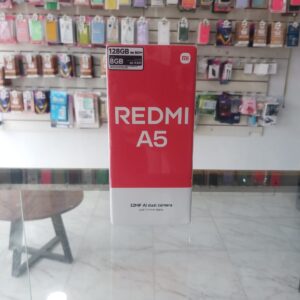 128GB
8GB
mi
REDMI
A5
32MP AI dual camera